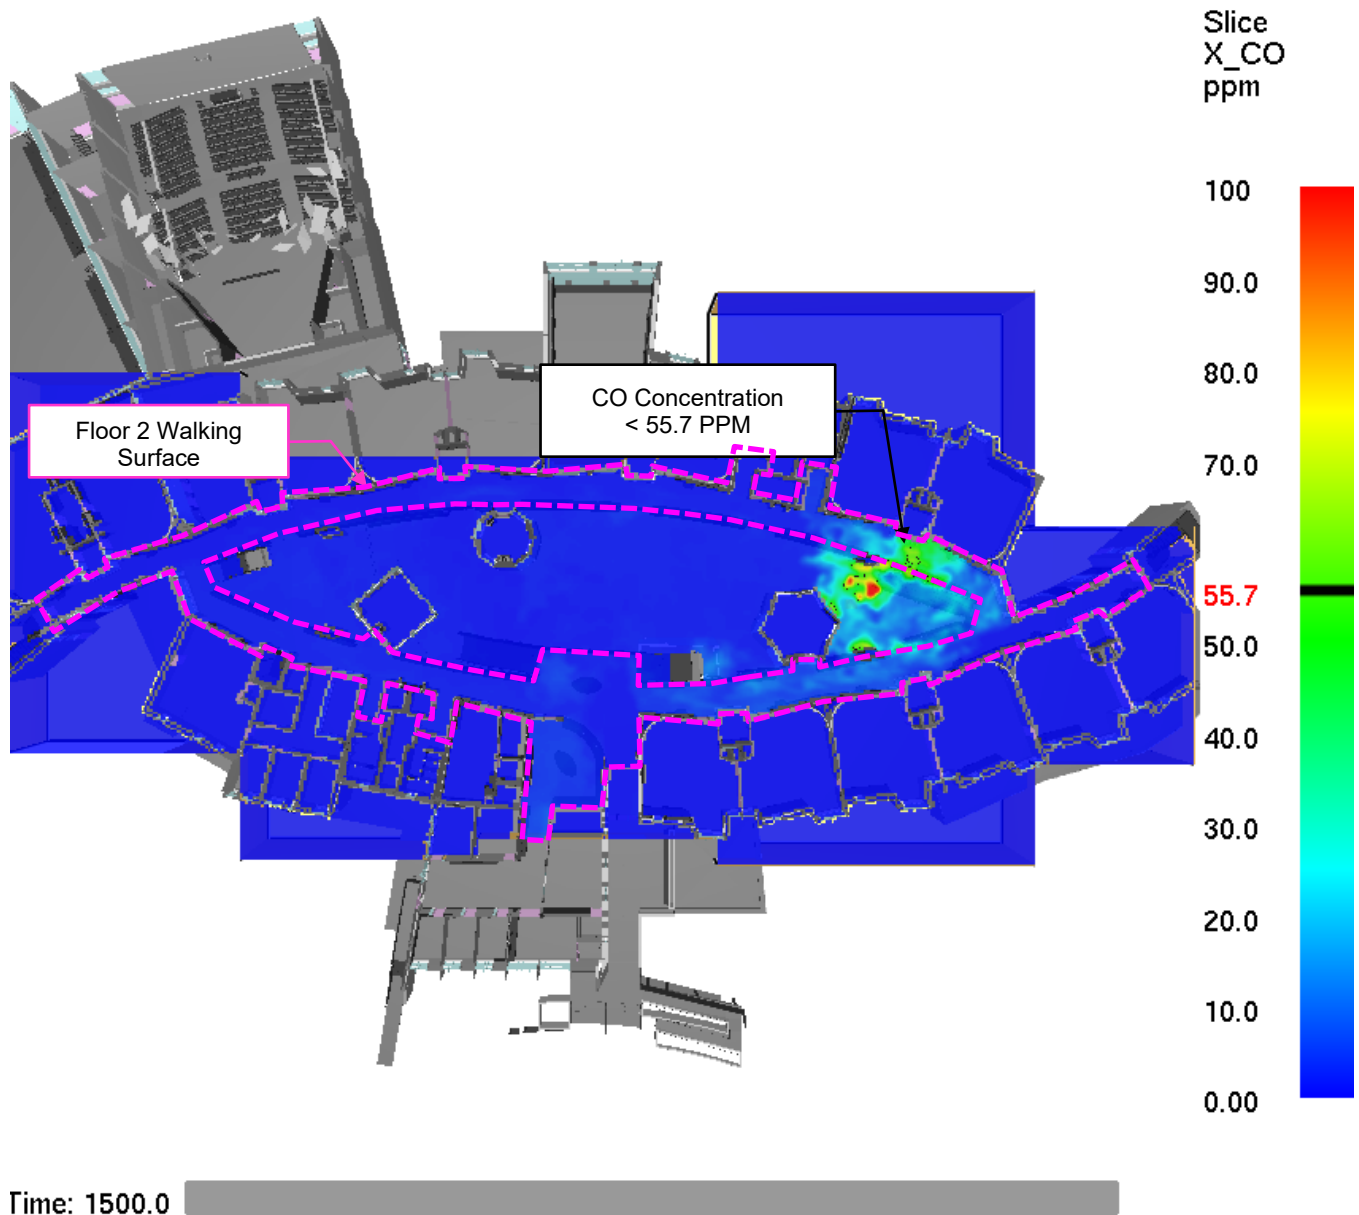 Slice
X_CO
ppm
100
90.0
80.0
70.0
55.7
50.0
40.0
30.0
20.0
10.0
0.00
CO Concentration
< 55.7 PPM
Floor 2 Walking
Surface
Time: 1500.0